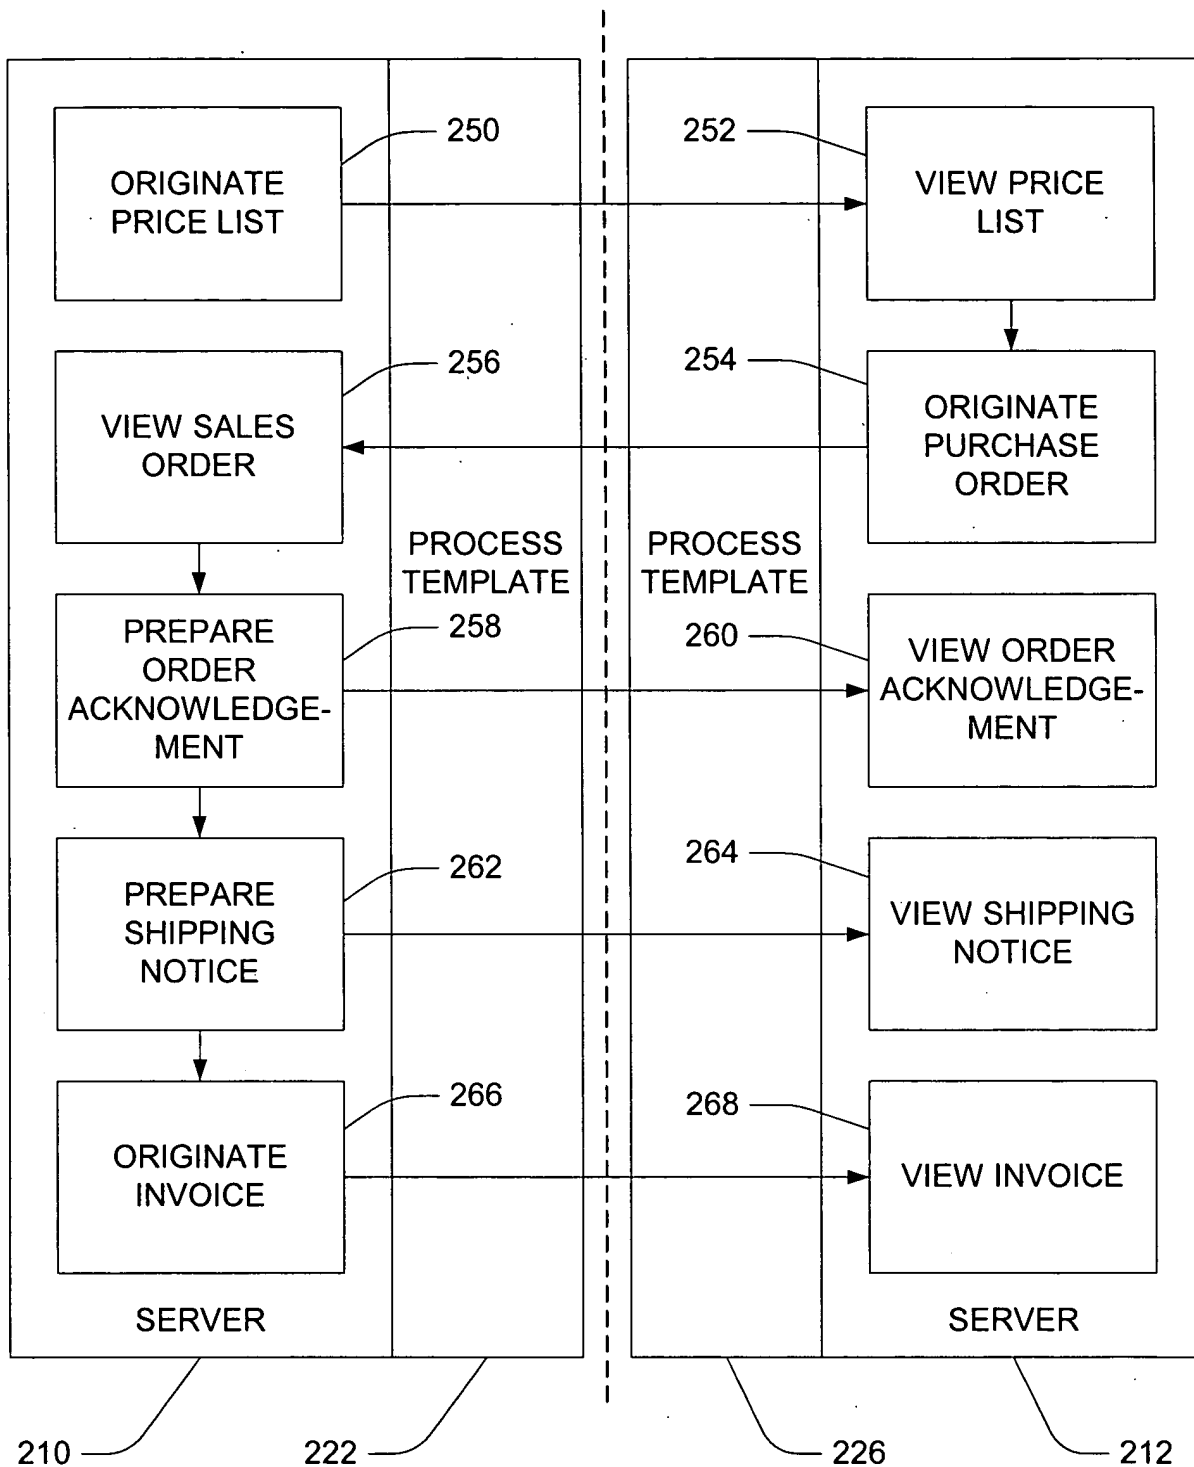 250
252
ORIGINATE
PRICE LIST
VIEW PRICE
LIST
256
254
VIEW SALES
ORDER
ORIGINATE
PURCHASE
ORDER
PROCESS
TEMPLATE
PROCESS
TEMPLATE
258
260
PREPARE
ORDER
ACKNOWLEDGE-
MENT
VIEW ORDER
ACKNOWLEDGE-
MENT
262
264
PREPARE
SHIPPING
NOTICE
VIEW SHIPPING
NOTICE
266
268
ORIGINATE
INVOICE
VIEW INVOICE
SERVER
SERVER
210
222
226
212